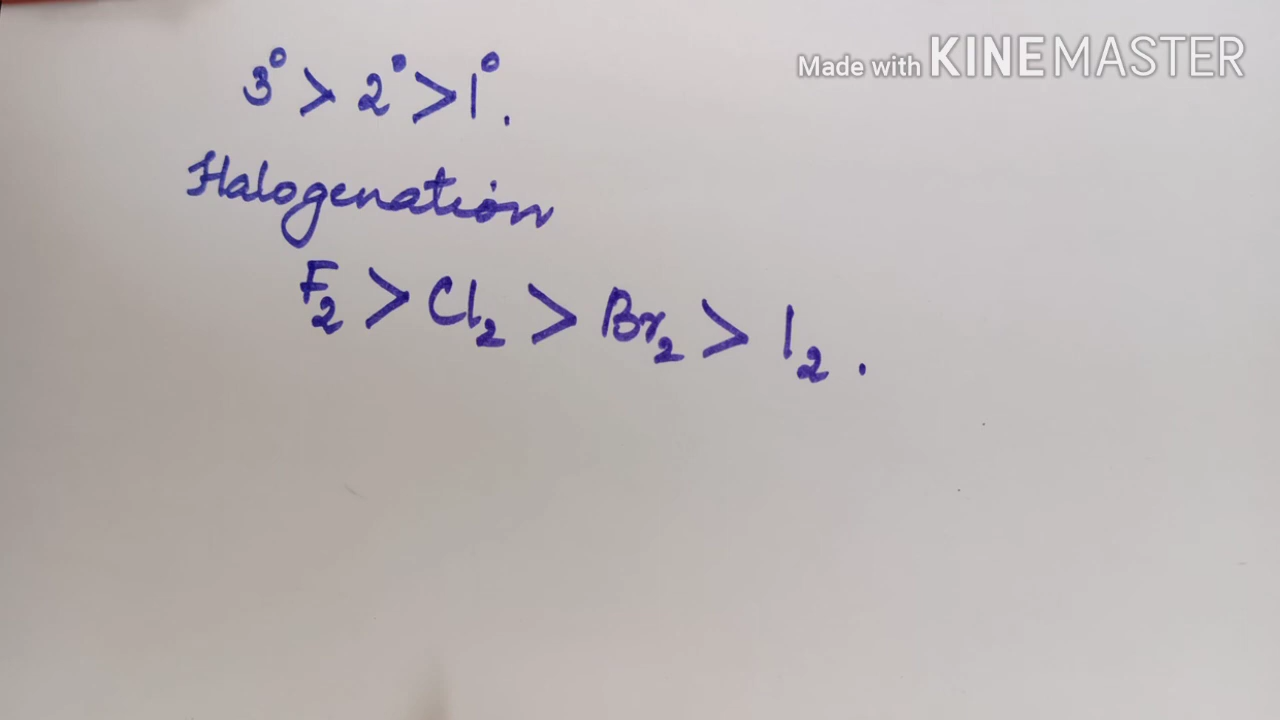 Made with KINEMASTER
3° > 2° > 1°.
Halogenation
F₂ > Cl₂ > Br₂ > I₂.